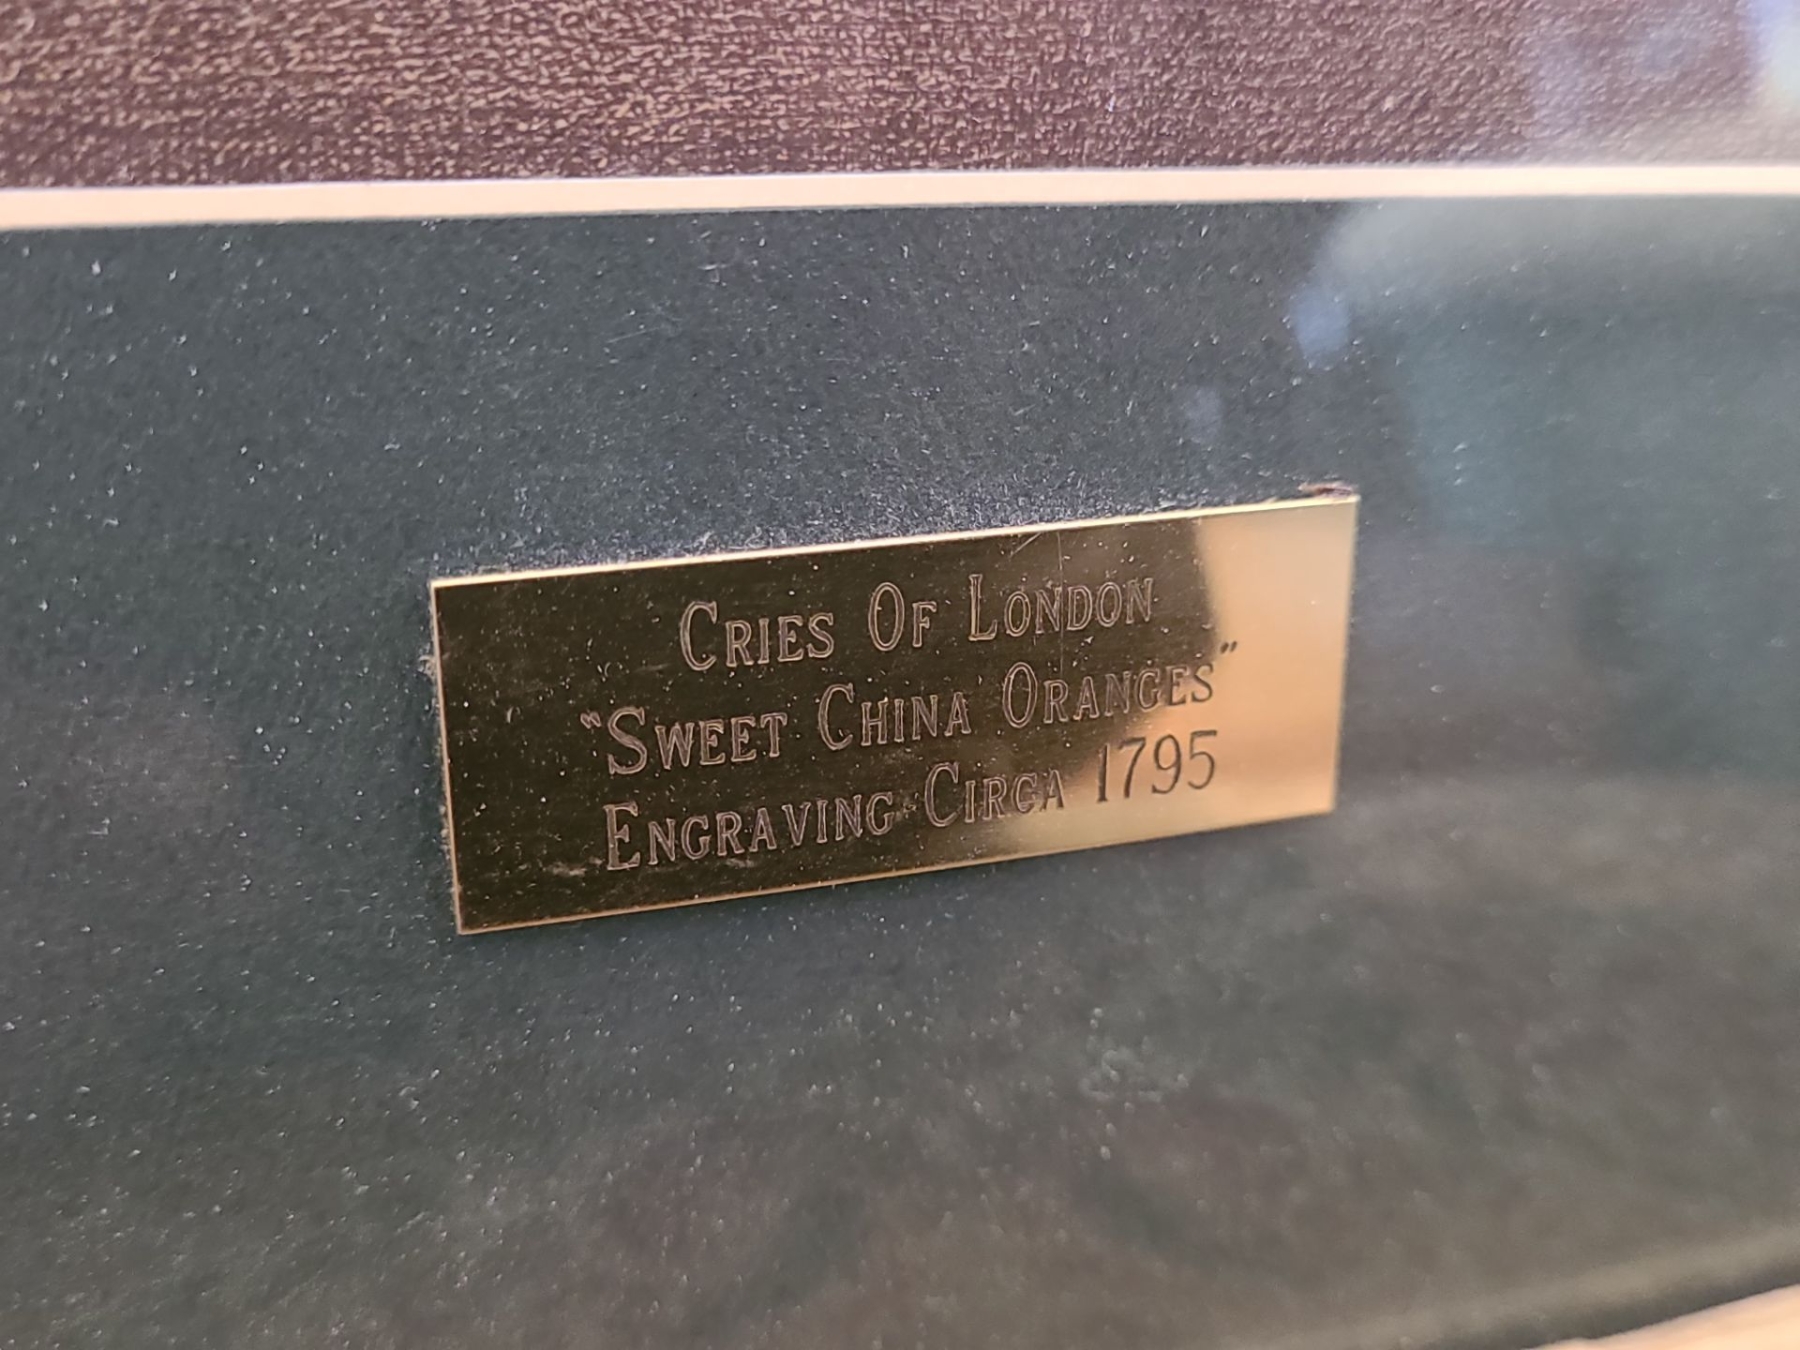 Cries Of London
"Sweet China Oranges"
Engraving Circa 1795